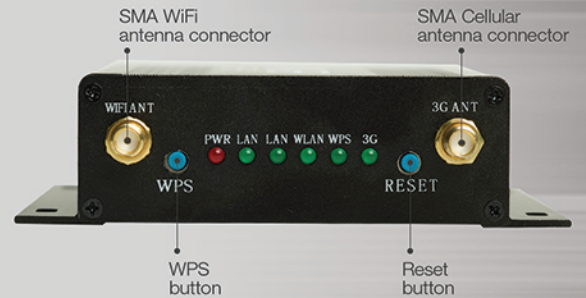 SMA WiFi
antenna connector
SMA Cellular
antenna connector
WIFI ANT
3G ANT
PWR LAN LAN WLAN WPS 3G
WPS
RESET
WPS
button
Reset
button